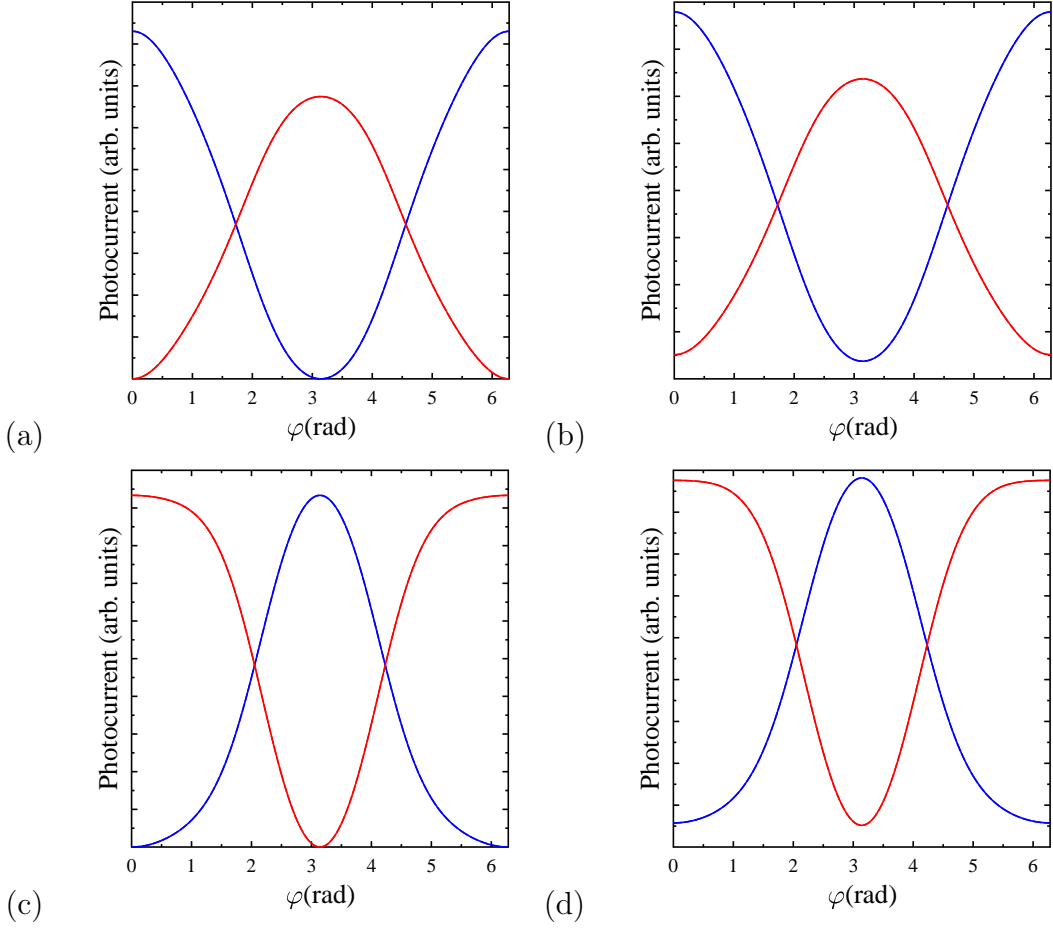 Photocurrent (arb. units)
0 1 2 3 4 5 6
φ(rad)
(a)
Photocurrent (arb. units)
0 1 2 3 4 5 6
φ(rad)
(b)
Photocurrent (arb. units)
0 1 2 3 4 5 6
φ(rad)
(c)
Photocurrent (arb. units)
0 1 2 3 4 5 6
φ(rad)
(d)